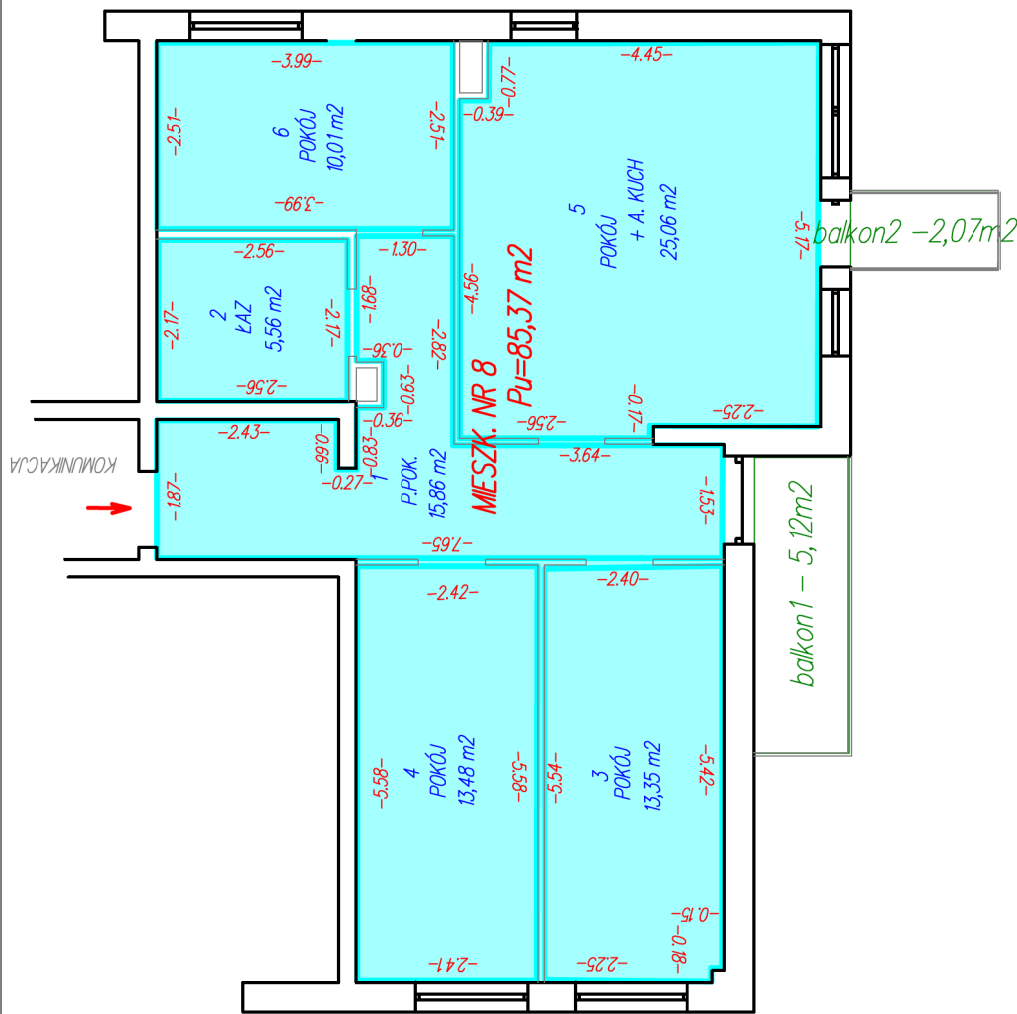 -3.99-
-2.51-
6
POKÓJ
10,01 m2
-2.51-
-3.99-
-0.77-
-0.39-
-4.45-
5
POKÓJ
+ A. KUCH
25,06 m2
-5.17-
-4.56-
-2.56-
-0.17-
-2.25-
balkon2 -2,07m2
-2.56-
-2.17-
2
ŁAZ
5,56 m2
-2.17-
-2.56-
-1.30-
-1.68-
-0.36-
-2.82-
-0.63-
-0.36-
-0.83-
MIESZK. NR 8
Pu=85,37 m2
KOMUNIKACJA
-2.43-
-0.66-
-0.27-
-1.87-
1
P.POK.
15,86 m2
-3.64-
-1.53-
-7.65-
balkon1 - 5,12m2
-2.42-
-5.58-
4
POKÓJ
13,48 m2
-5.58-
-2.41-
-2.40-
-5.54-
3
POKÓJ
13,35 m2
-5.42-
-0.15-
-0.18-
-2.25-